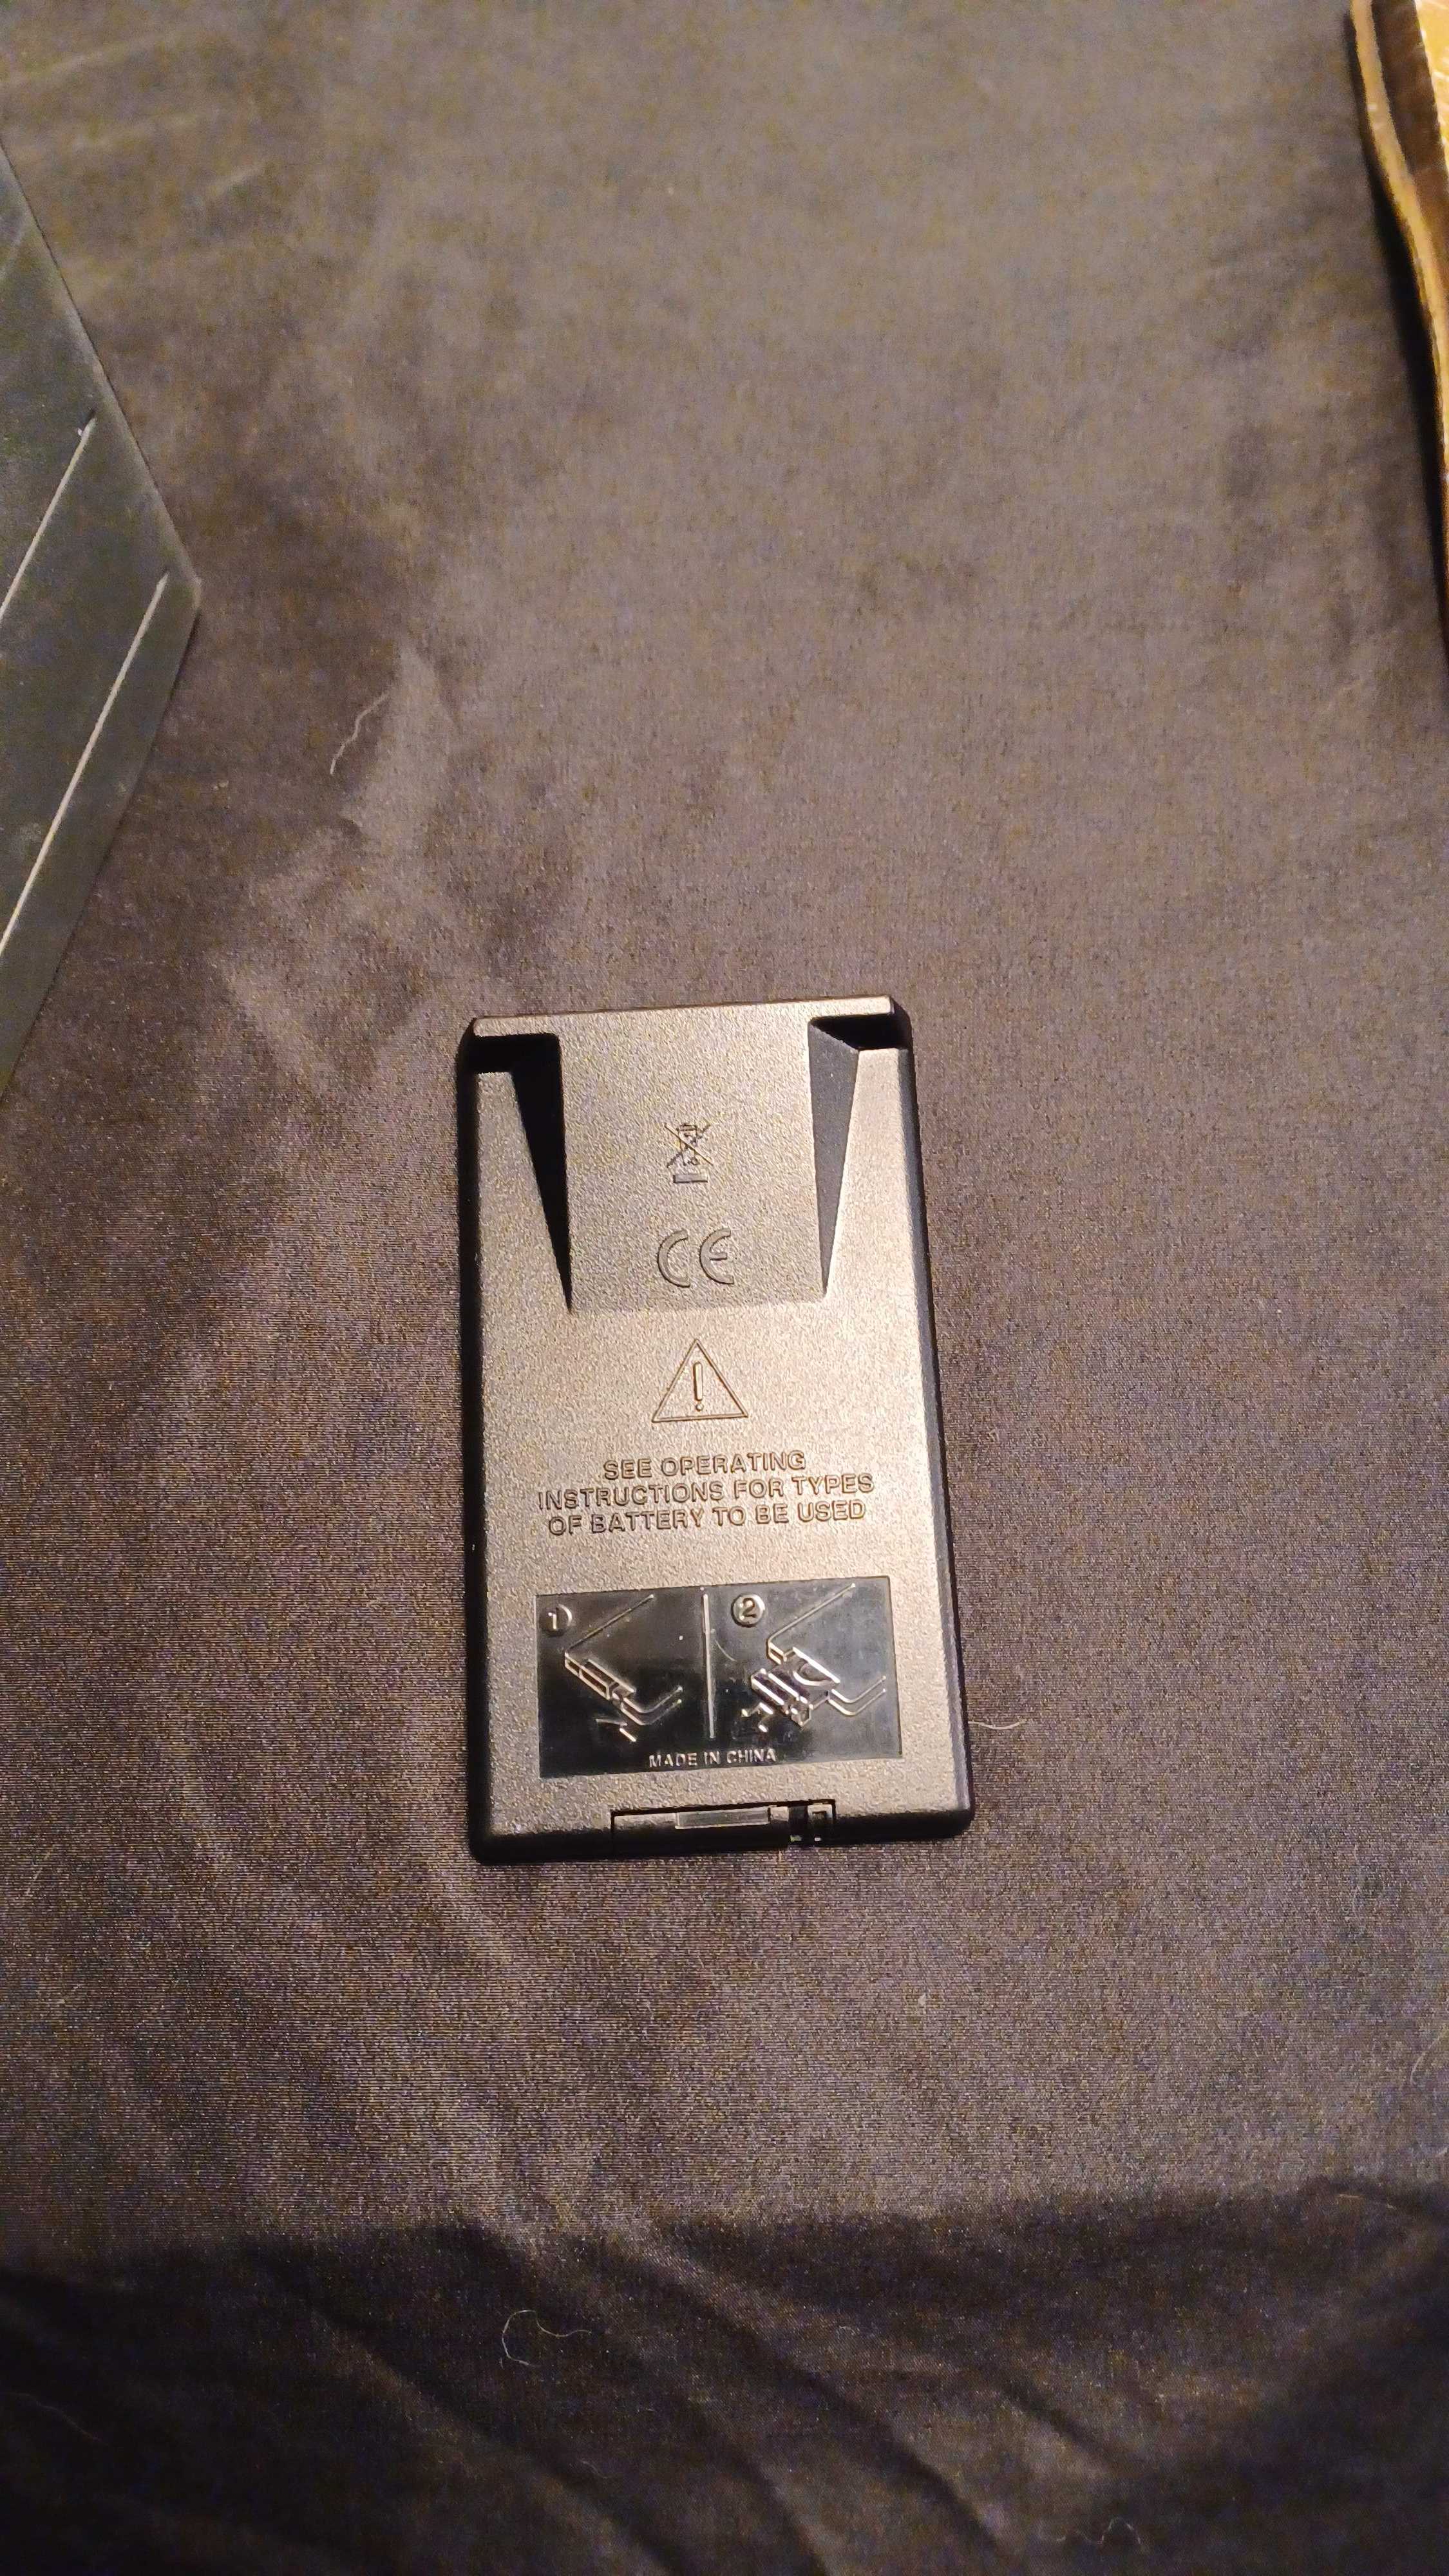 CE
SEE OPERATING
INSTRUCTIONS FOR TYPES
OF BATTERY TO BE USED
1 2
MADE IN CHINA